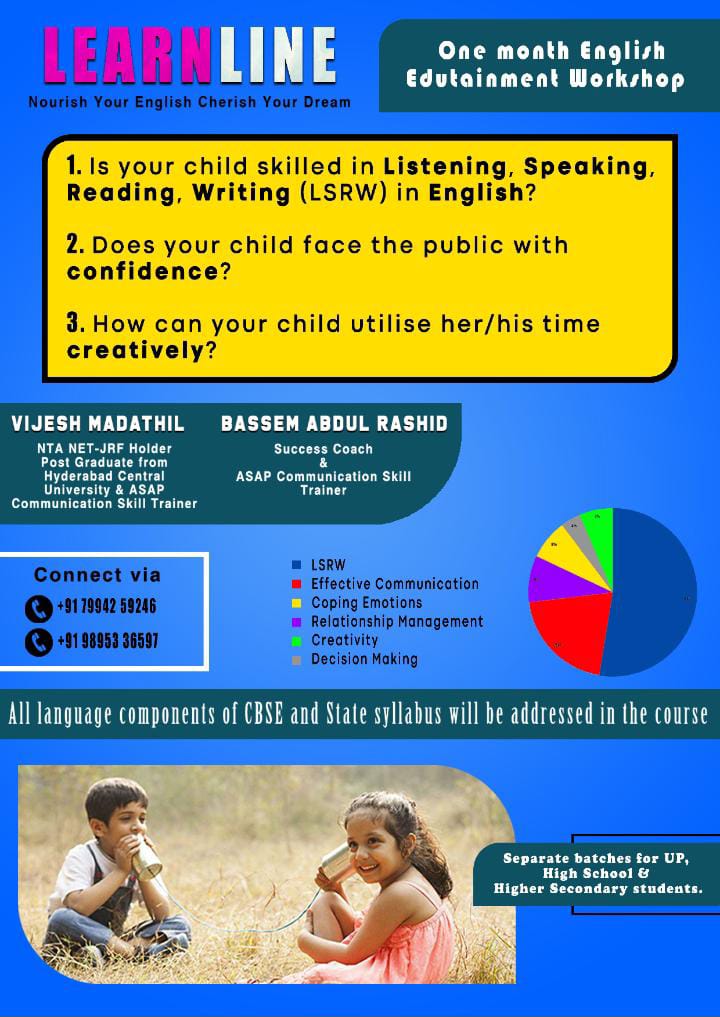 LEARNLINE
Nourish Your English Cherish Your Dream
One month English
Edutainment Workshop
1. Is your child skilled in Listening, Speaking,
Reading, Writing (LSRW) in English?
2. Does your child face the public with
confidence?
3. How can your child utilise her/his time
creatively?
VIJESH MADATHIL
NTA NET-JRF Holder
Post Graduate from
Hyderabad Central
University & ASAP
Communication Skill Trainer
BASSEM ABDUL RASHID
Success Coach
&
ASAP Communication Skill
Trainer
Connect via
+91 79942 59246
+91 98953 36597
LSRW
Effective Communication
Coping Emotions
Relationship Management
Creativity
Decision Making
All language components of CBSE and State syllabus will be addressed in the course
Separate batches for UP,
High School &
Higher Secondary students.